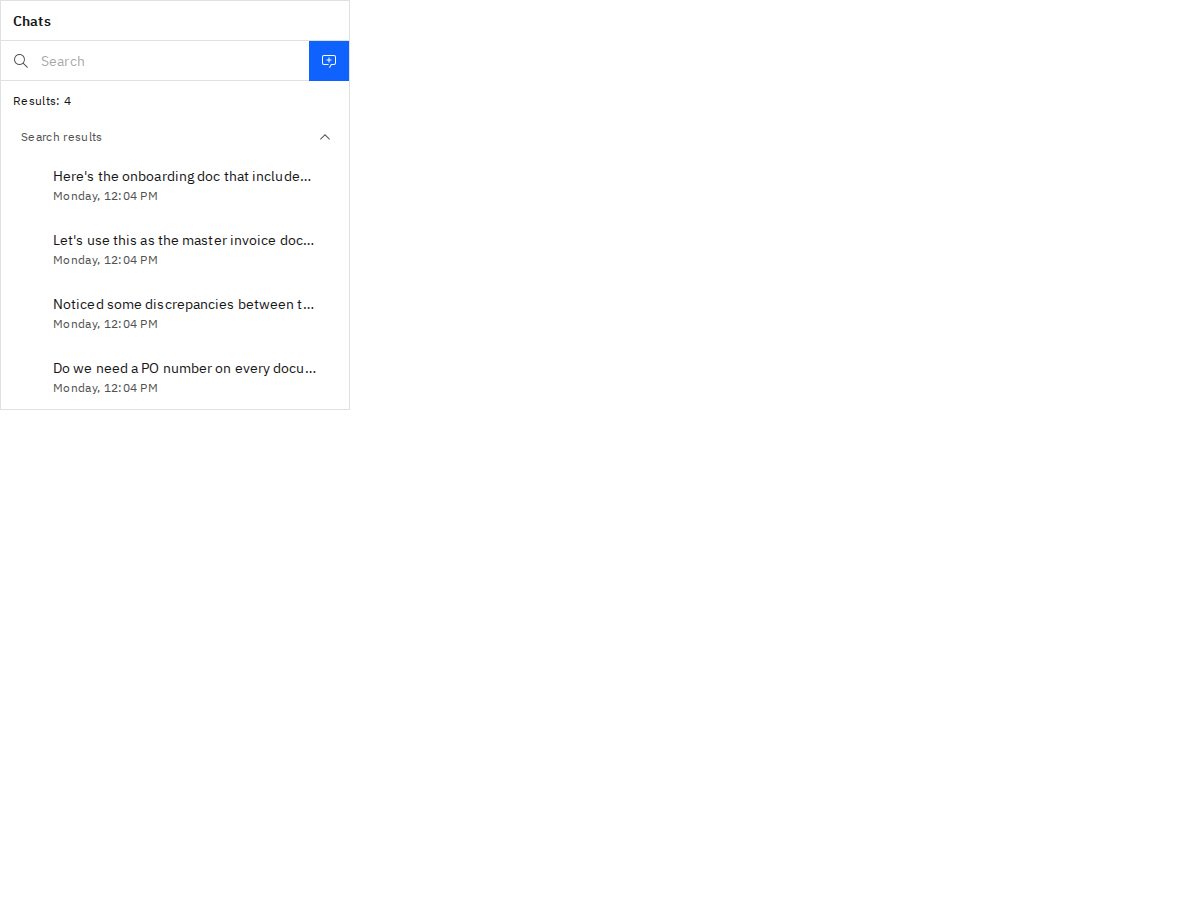 Chats
Search
Results: 4
Search results
Here's the onboarding doc that include...
Monday, 12:04 PM
Let's use this as the master invoice doc...
Monday, 12:04 PM
Noticed some discrepancies between t...
Monday, 12:04 PM
Do we need a PO number on every docu...
Monday, 12:04 PM